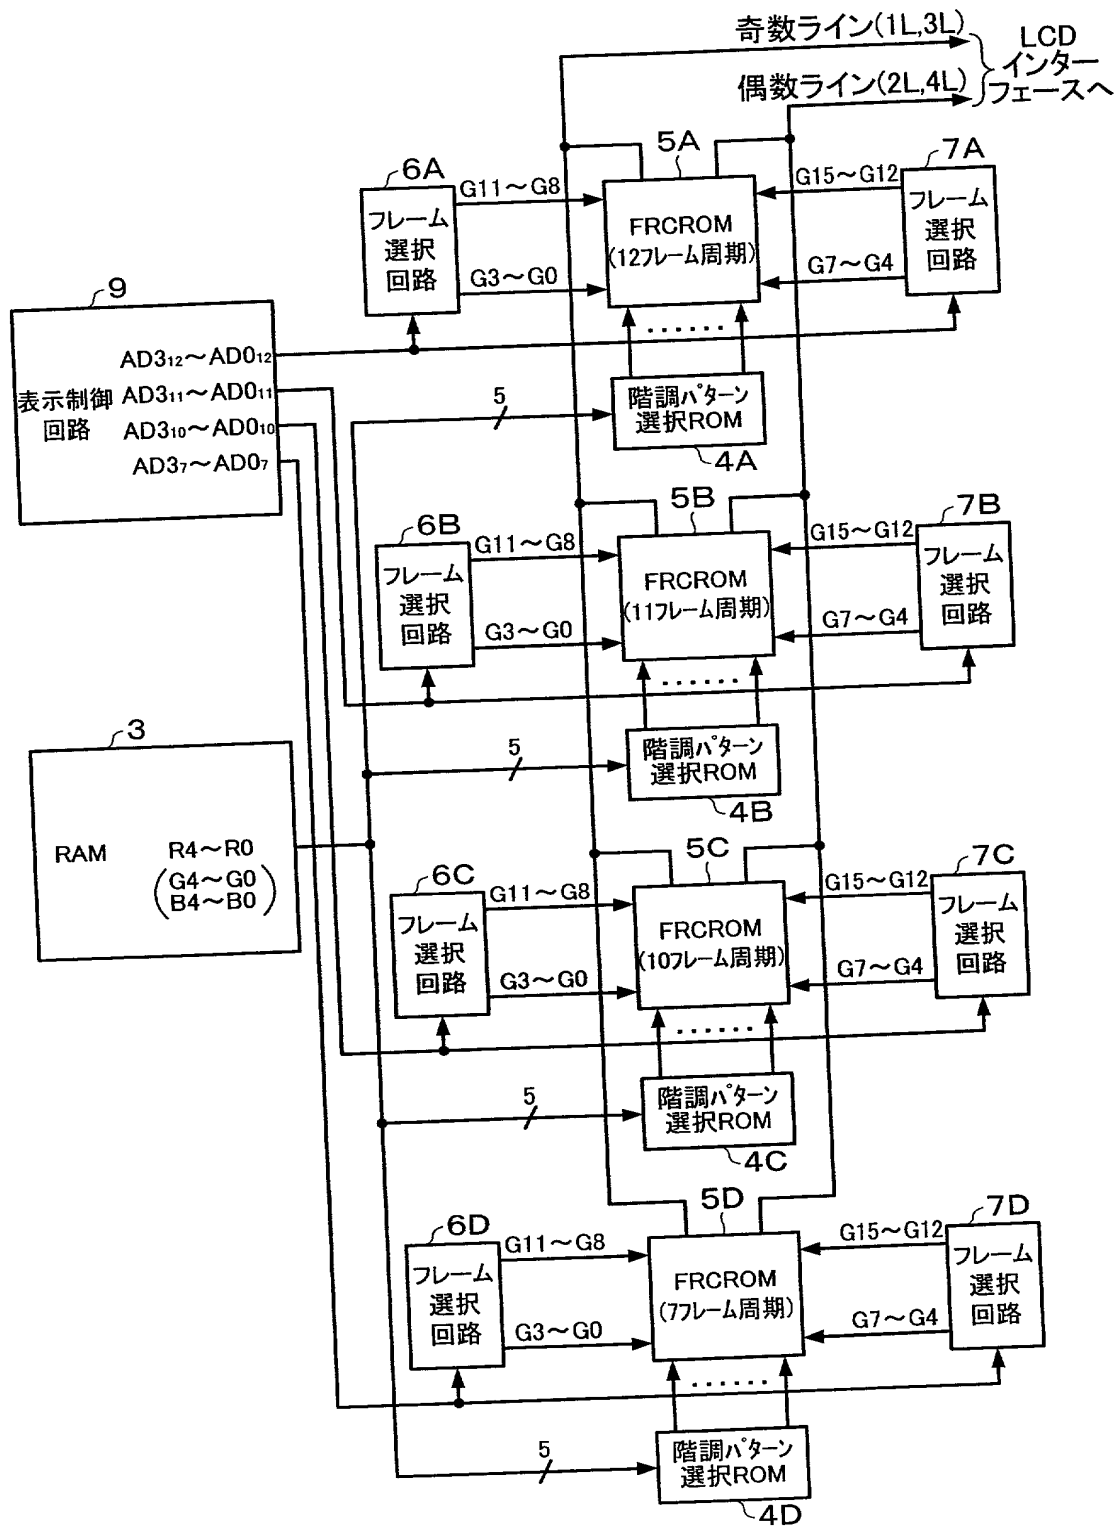 奇数ライン(1L,3L)
偶数ライン(2L,4L)
LCD
インター
フェースへ
6A
フレーム
選択
回路
G11～G8
G3～G0
5A
FRCROM
(12フレーム周期)
G15～G12
G7～G4
7A
フレーム
選択
回路
......
階調パターン
選択ROM
4A
5
9
表示制御
回路
AD3₁₂～AD0₁₂
AD3₁₁～AD0₁₁
AD3₁₀～AD0₁₀
AD3₇～AD0₇
6B
フレーム
選択
回路
G11～G8
G3～G0
5B
FRCROM
(11フレーム周期)
G15～G12
G7～G4
7B
フレーム
選択
回路
......
階調パターン
選択ROM
4B
5
3
RAM
R4～R0
(G4～G0
B4～B0)
6C
フレーム
選択
回路
G11～G8
G3～G0
5C
FRCROM
(10フレーム周期)
G15～G12
G7～G4
7C
フレーム
選択
回路
......
階調パターン
選択ROM
4C
5
6D
フレーム
選択
回路
G11～G8
G3～G0
5D
FRCROM
(7フレーム周期)
G15～G12
G7～G4
7D
フレーム
選択
回路
......
階調パターン
選択ROM
4D
5